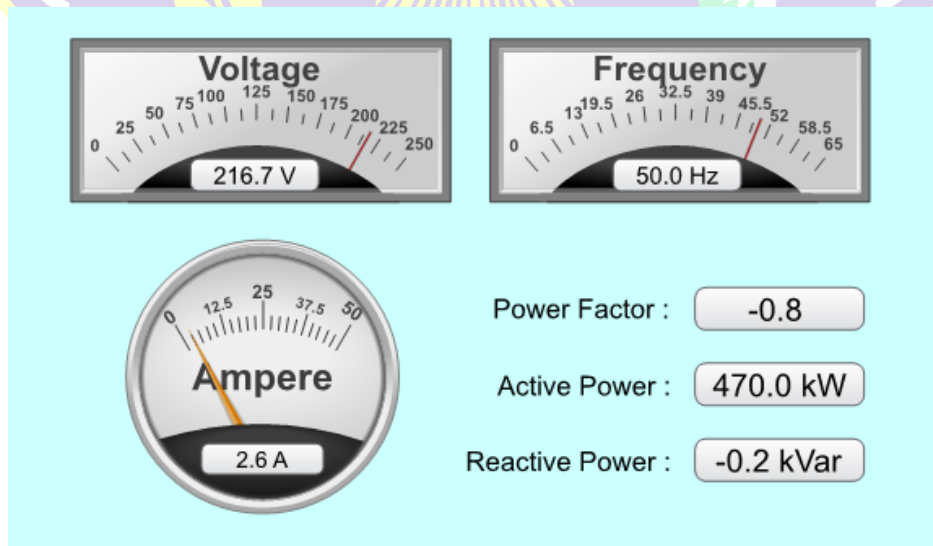 Voltage
0 25 50 75 100 125 150 175 200 225 250
216.7 V
Frequency
0 6.5 13 19.5 26 32.5 39 45.5 52 58.5 65
50.0 Hz
0 12.5 25 37.5 50
Ampere
2.6 A
Power Factor : -0.8
Active Power : 470.0 kW
Reactive Power : -0.2 kVar